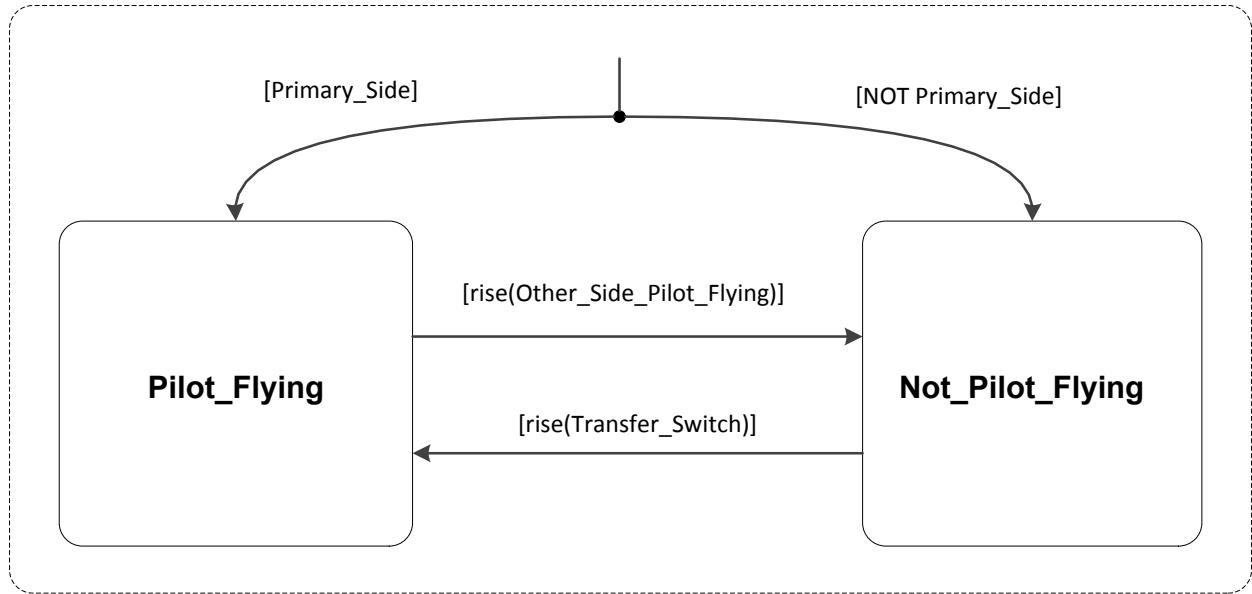 [Primary_Side]
[NOT Primary_Side]
[rise(Other_Side_Pilot_Flying)]
Pilot_Flying
Not_Pilot_Flying
[rise(Transfer_Switch)]